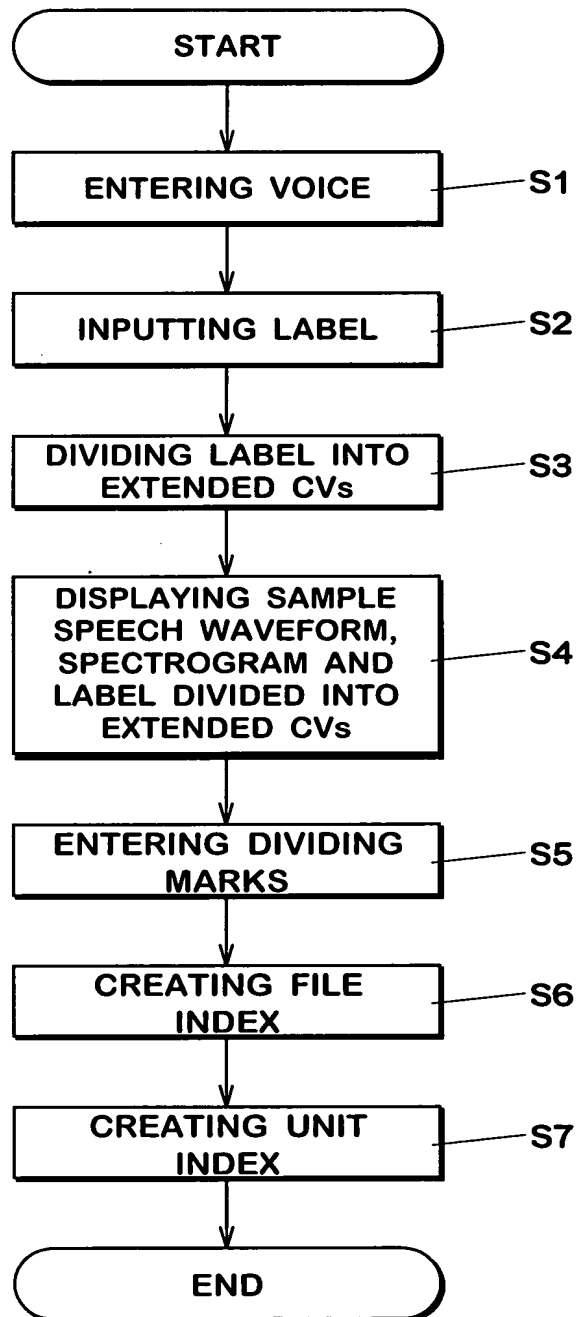 START
ENTERING VOICE
S1
INPUTTING LABEL
S2
DIVIDING LABEL INTO
EXTENDED CVs
S3
DISPLAYING SAMPLE
SPEECH WAVEFORM,
SPECTROGRAM AND
LABEL DIVIDED INTO
EXTENDED CVs
S4
ENTERING DIVIDING
MARKS
S5
CREATING FILE
INDEX
S6
CREATING UNIT
INDEX
S7
END